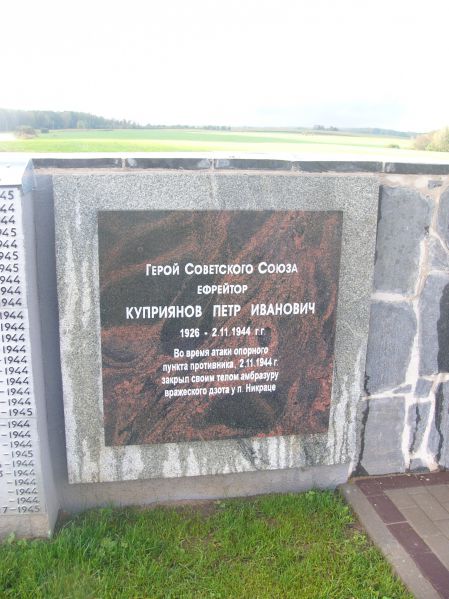 Герой Советского Союза
ефрейтор
Куприянов Петр Иванович
1926 - 2.11.1944 г.г.
Во время атаки опорного
пункта противника, 2.11.1944 г.
закрыл своим телом амбразуру
вражеского дзота у п. Никраце